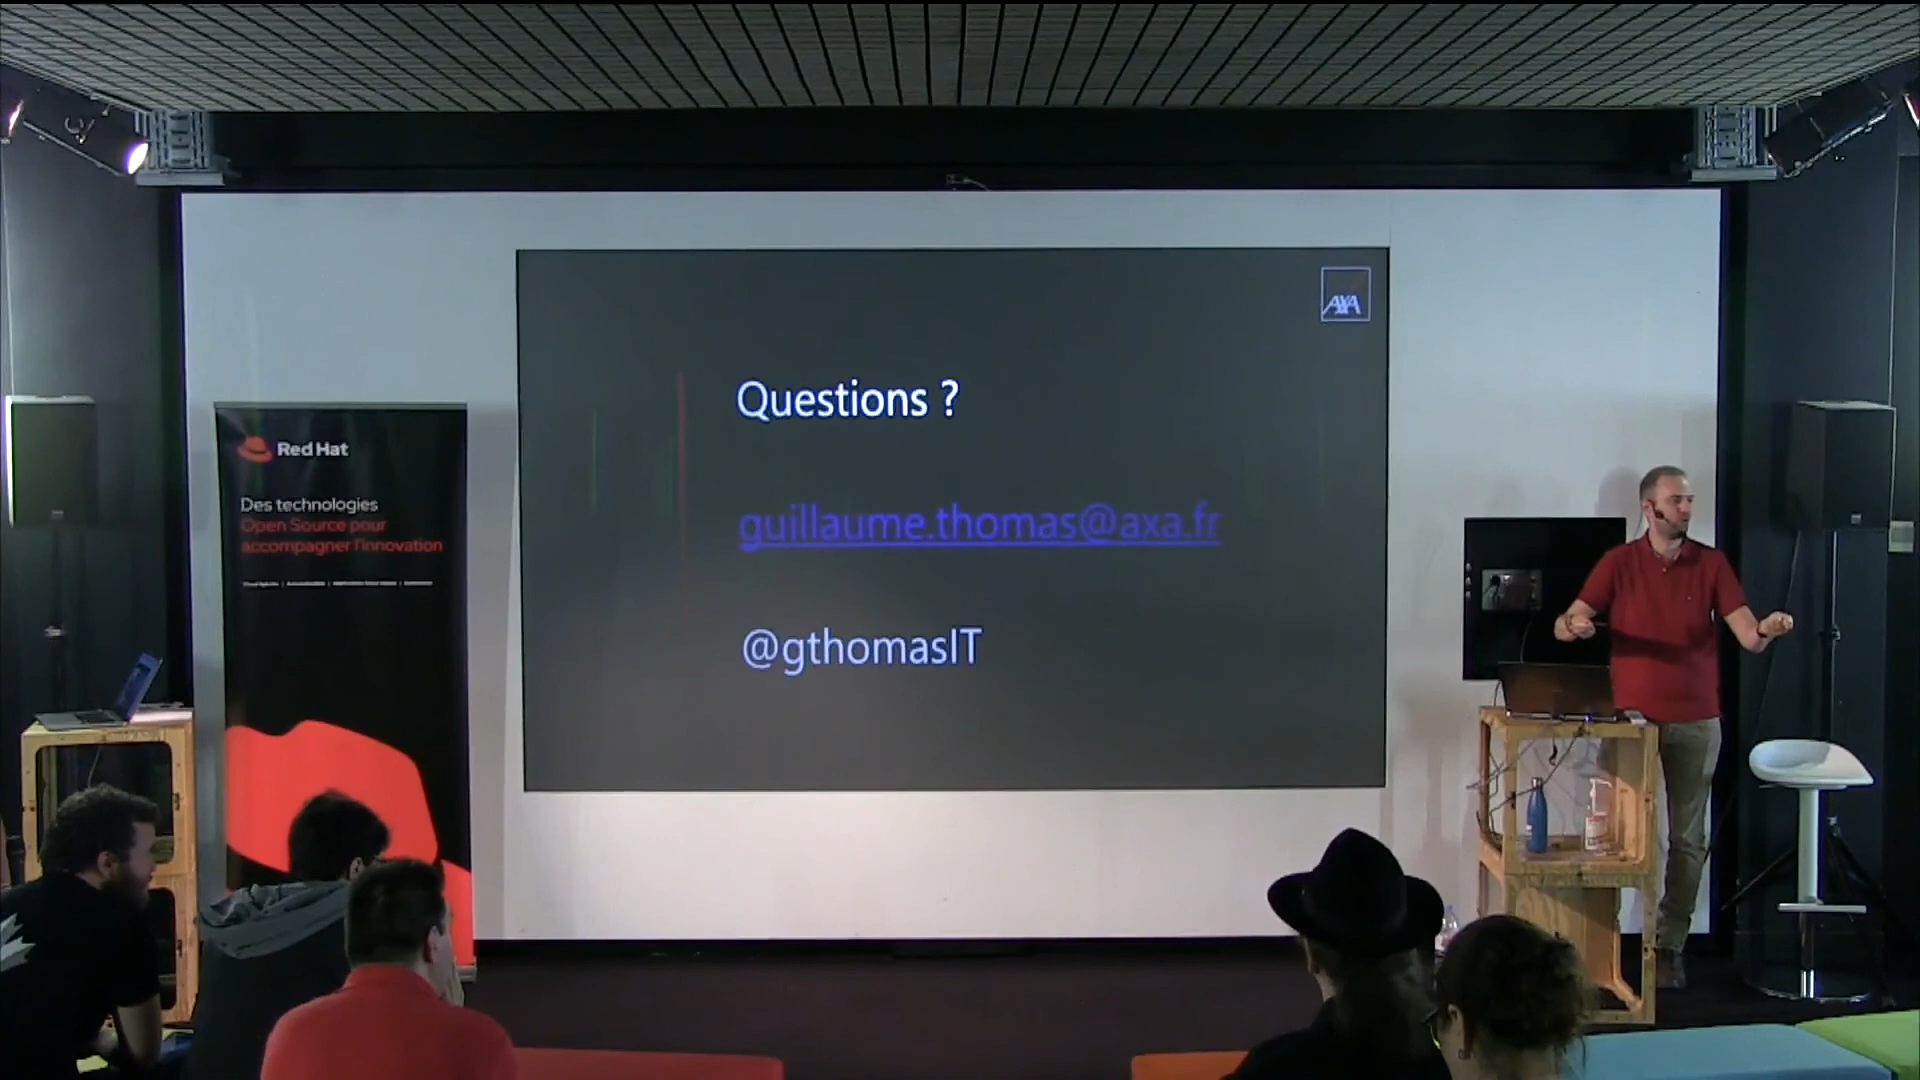 AXA
Questions ?
guillaume.thomas@axa.fr
@gthomasIT
Red Hat
Des technologies
Open Source pour
accompagner l'innovation